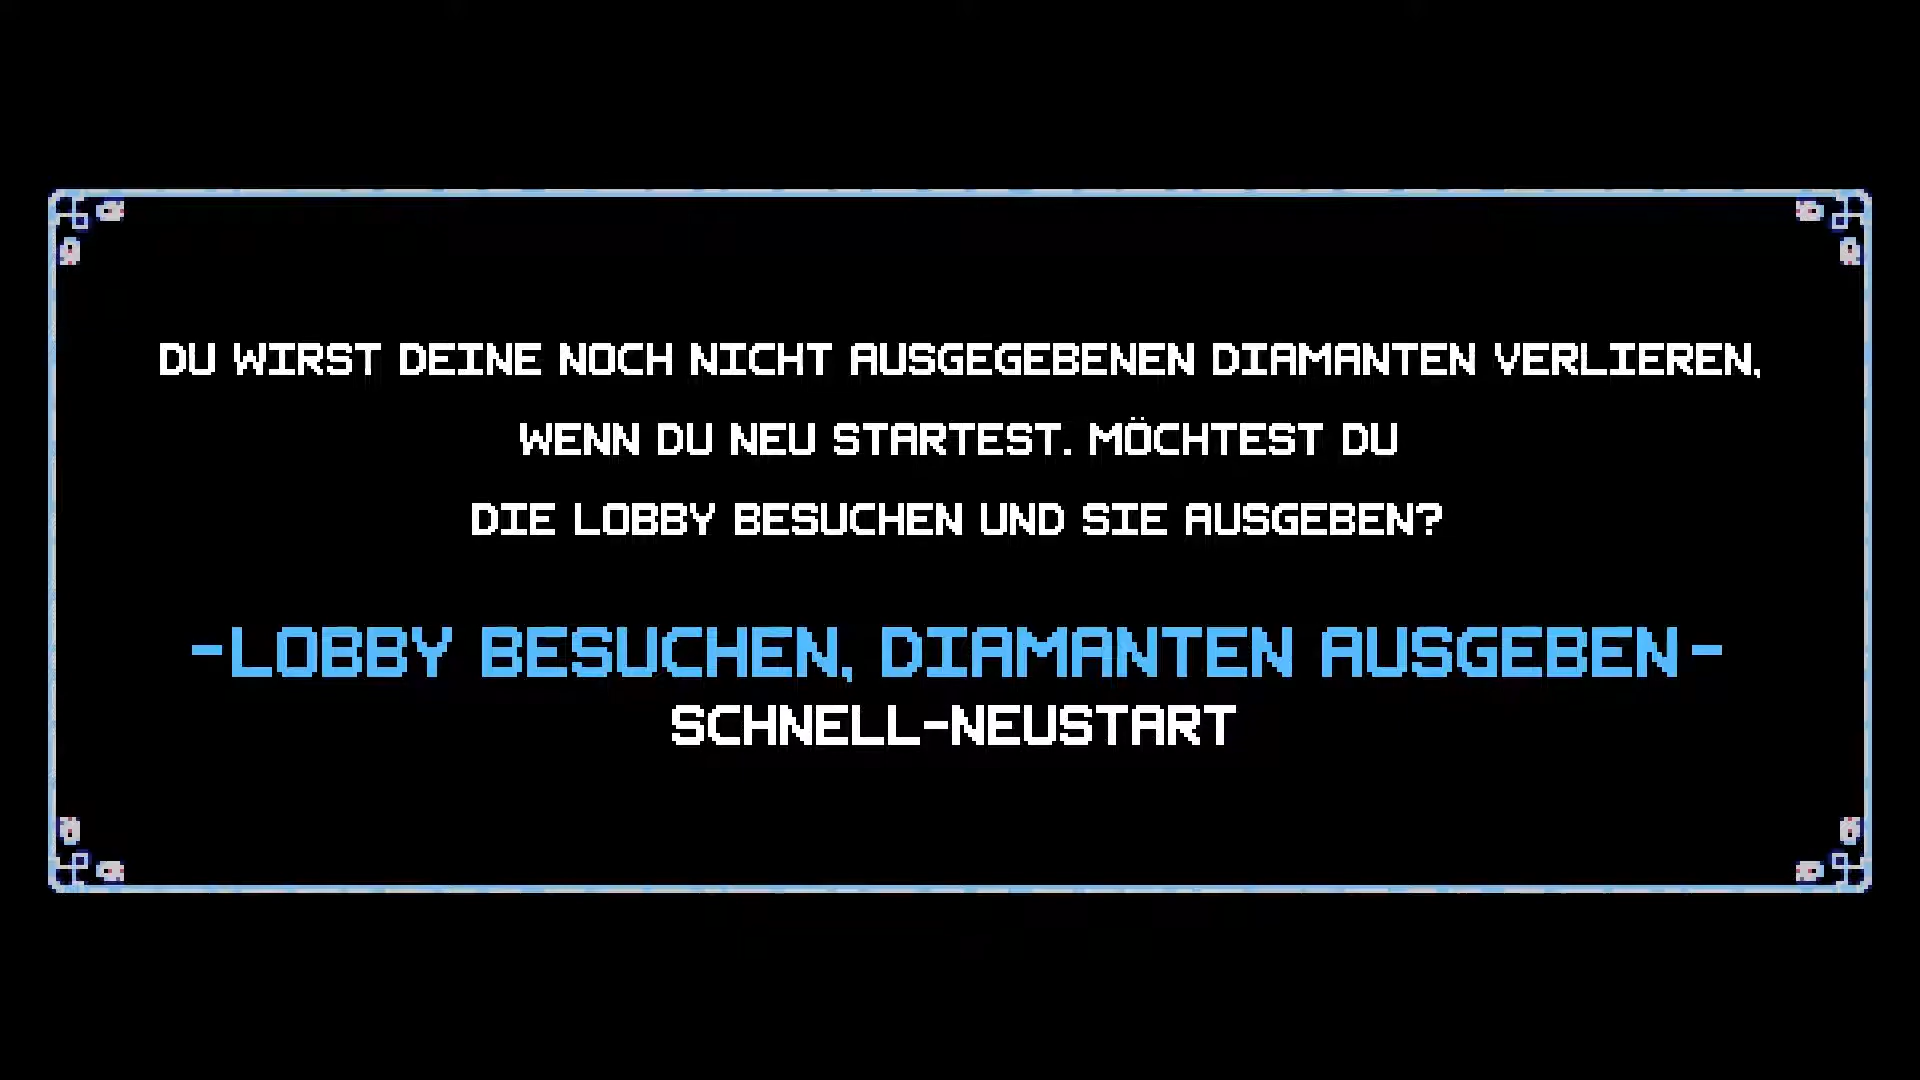 DU WIRST DEINE NOCH NICHT AUSGEGEBENEN DIAMANTEN VERLIEREN,
WENN DU NEU STARTEST. MÖCHTEST DU
DIE LOBBY BESUCHEN UND SIE AUSGEBEN?
-LOBBY BESUCHEN, DIAMANTEN AUSGEBEN-
SCHNELL-NEUSTART